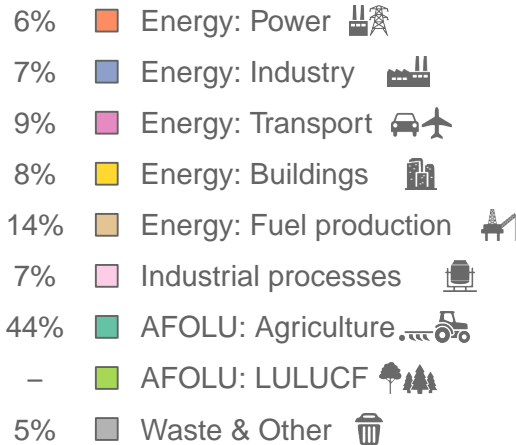 6% Energy: Power
7% Energy: Industry
9% Energy: Transport
8% Energy: Buildings
14% Energy: Fuel production
7% Industrial processes
44% AFOLU: Agriculture
– AFOLU: LULUCF
5% Waste & Other